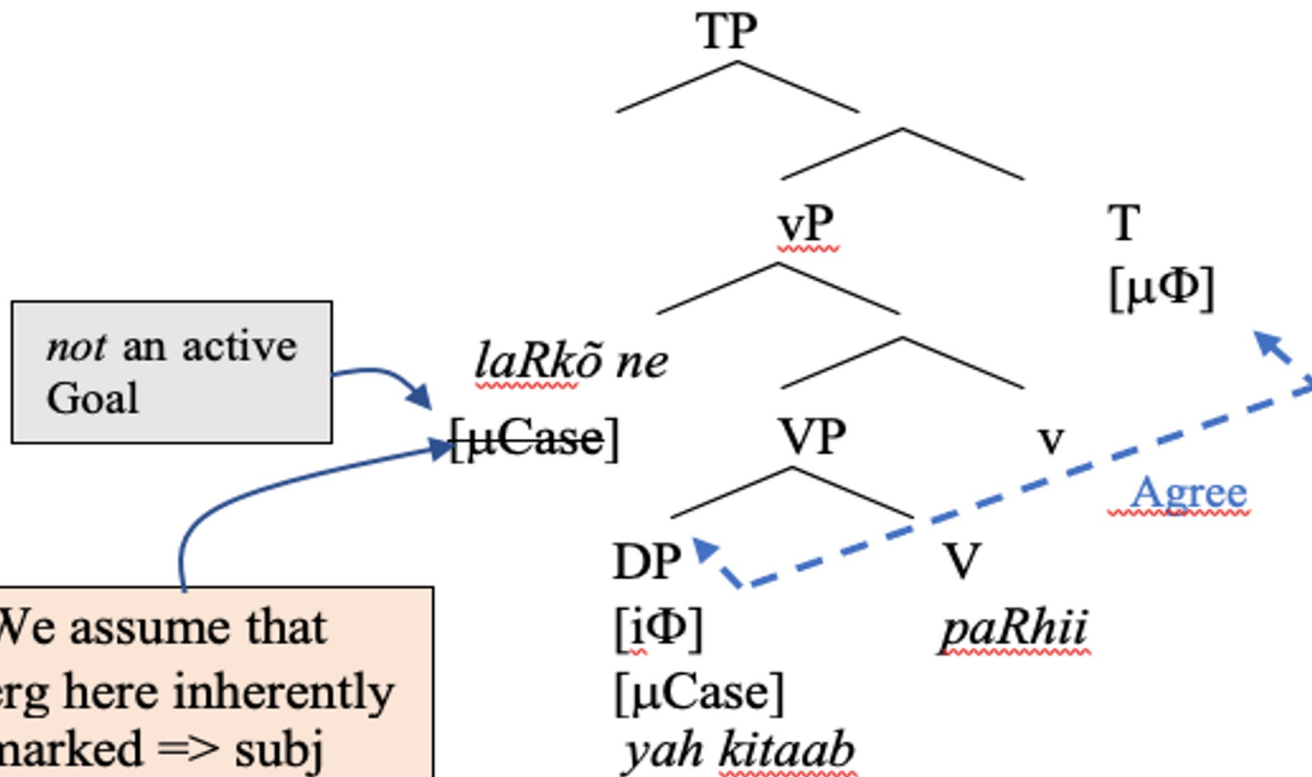 TP
vP
T
[μΦ]
not an active
Goal
laRkõ ne
[μCase]
VP
v
Agree
DP
V
[iΦ]
paRhii
[μCase]
yah kitaab
We assume that
erg here inherently
marked => subj